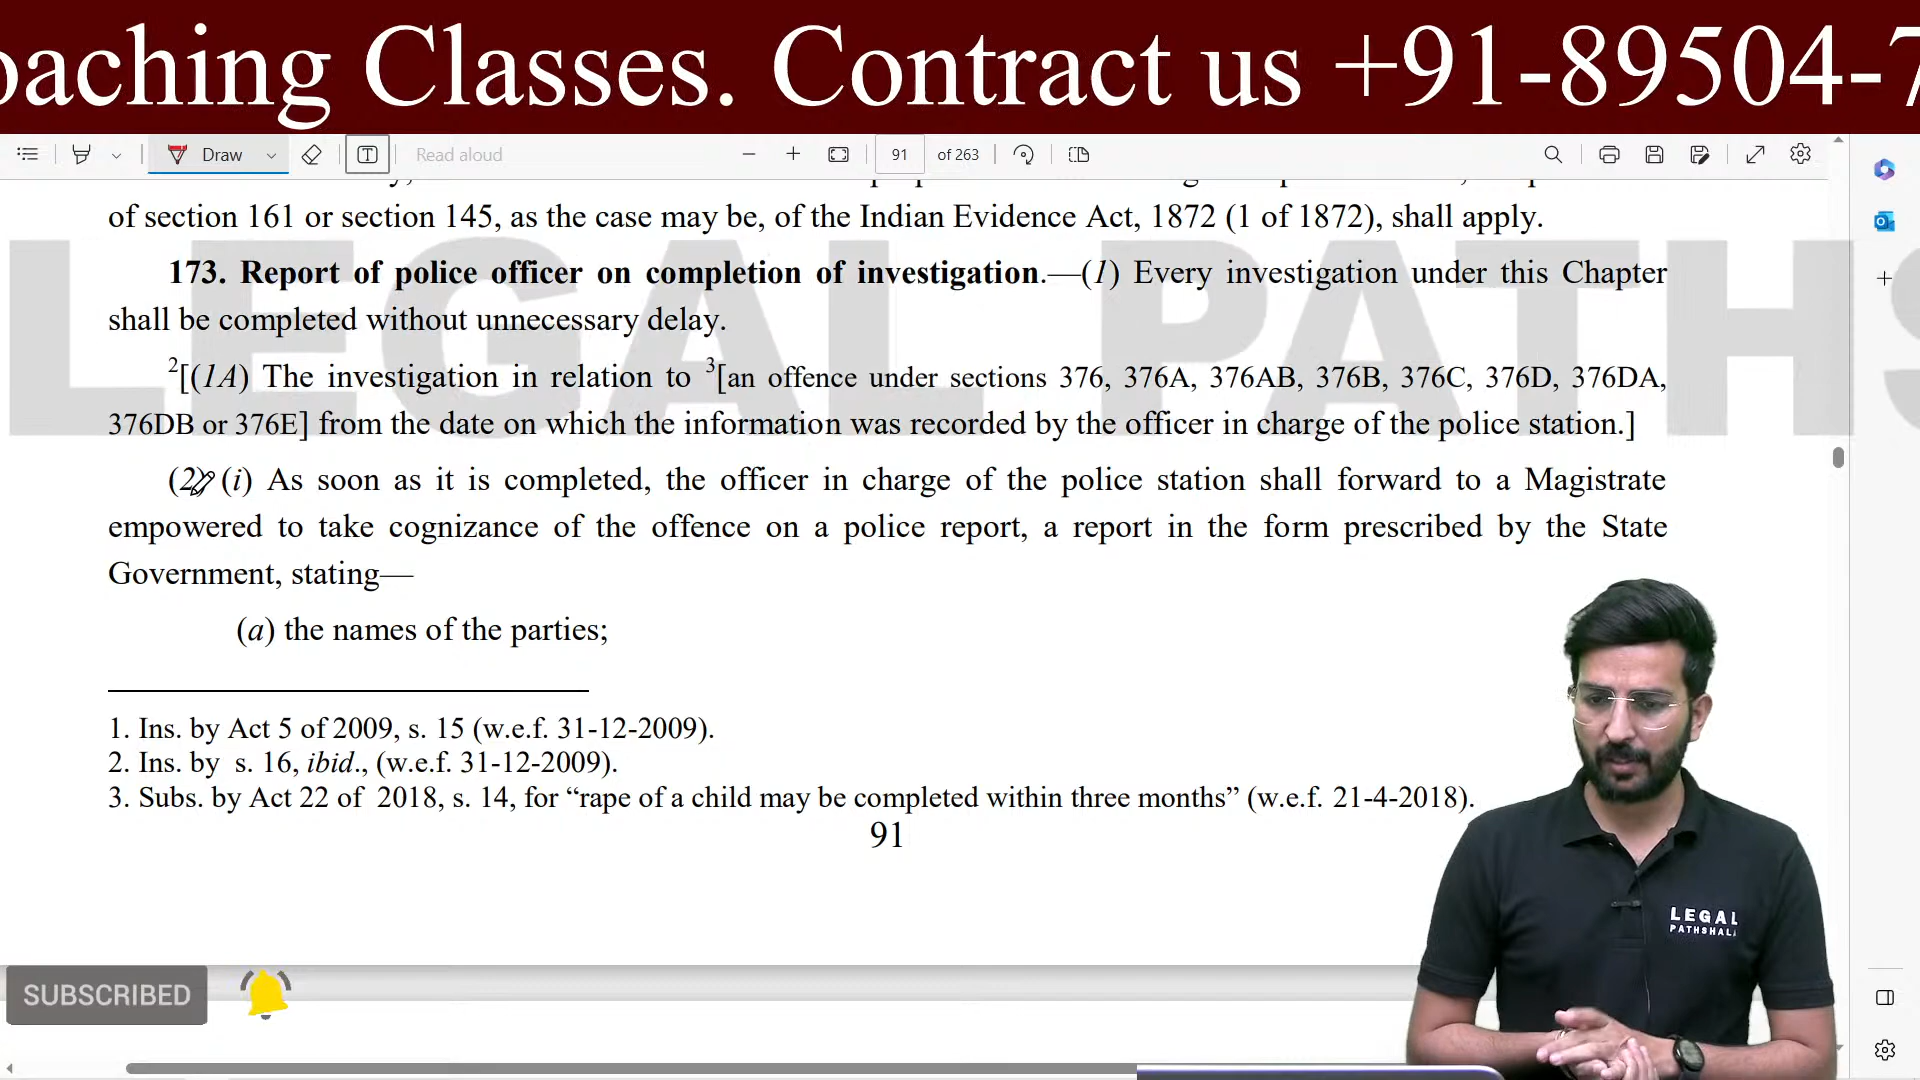 oaching Classes. Contract us +91-89504-7
Draw
Read aloud
91 of 263
of section 161 or section 145, as the case may be, of the Indian Evidence Act, 1872 (1 of 1872), shall apply.
LEGAL PATHS
173. Report of police officer on completion of investigation.—(1) Every investigation under this Chapter
shall be completed without unnecessary delay.
2[(1A) The investigation in relation to 3[an offence under sections 376, 376A, 376AB, 376B, 376C, 376D, 376DA,
376DB or 376E] from the date on which the information was recorded by the officer in charge of the police station.]
(2) (i) As soon as it is completed, the officer in charge of the police station shall forward to a Magistrate
empowered to take cognizance of the offence on a police report, a report in the form prescribed by the State
Government, stating—
(a) the names of the parties;
1. Ins. by Act 5 of 2009, s. 15 (w.e.f. 31-12-2009).
2. Ins. by s. 16, ibid., (w.e.f. 31-12-2009).
3. Subs. by Act 22 of 2018, s. 14, for “rape of a child may be completed within three months” (w.e.f. 21-4-2018).
91
LEGAL
PATHSHALA
SUBSCRIBED